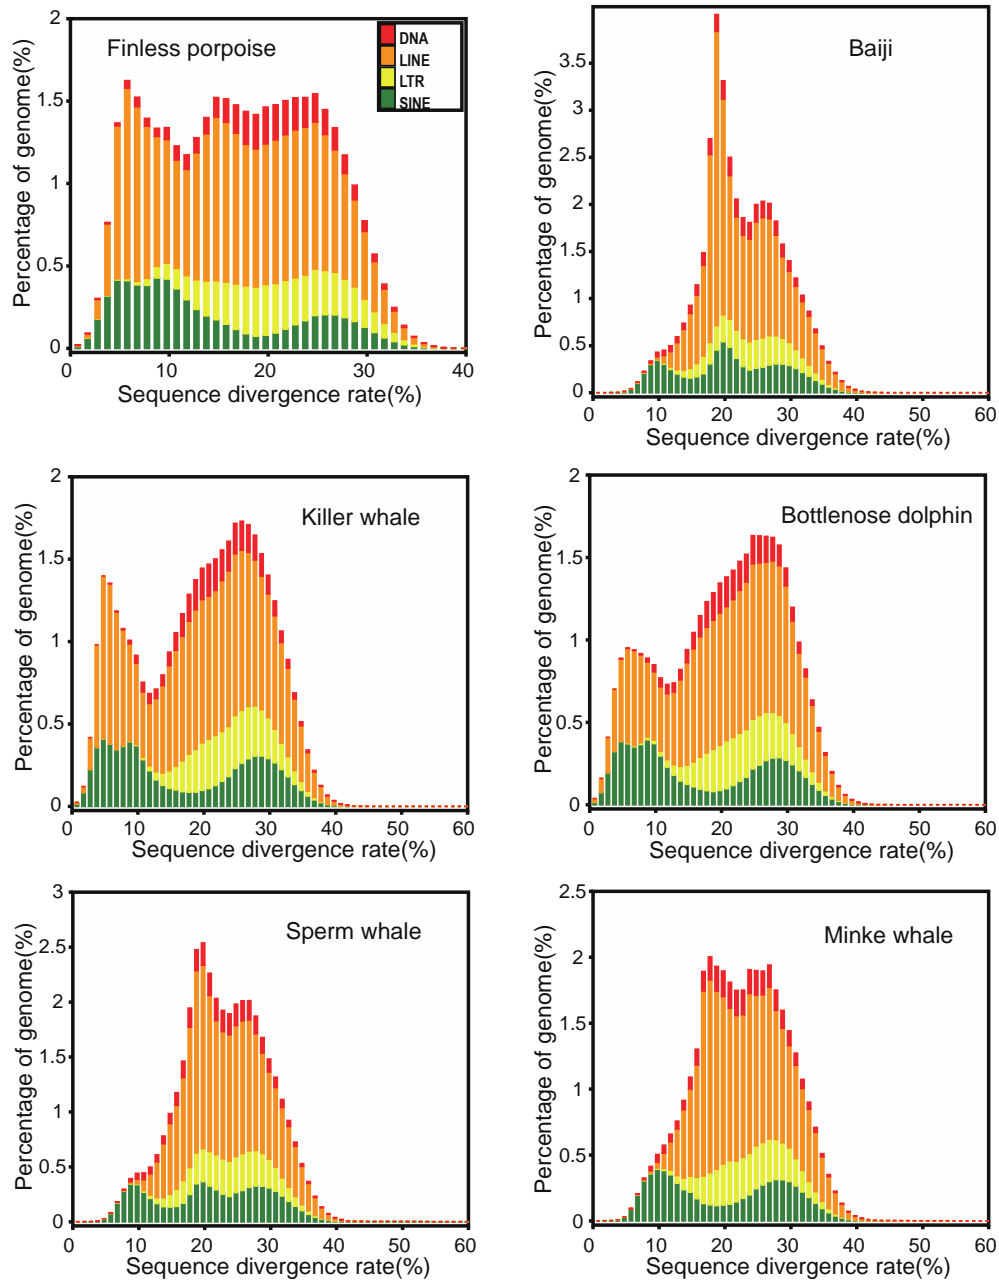 Finless porpoise
DNA
LINE
LTR
SINE
Percentage of genome(%)
2
1.5
1
0.5
0
0 10 20 30 40
Sequence divergence rate(%)
Baiji
Percentage of genome(%)
3.5
3
2.5
2
1.5
1
0.5
0
0 10 20 30 40 50 60
Sequence divergence rate(%)
Killer whale
Percentage of genome(%)
2
1.5
1
0.5
0
0 10 20 30 40 50 60
Sequence divergence rate(%)
Bottlenose dolphin
Percentage of genome(%)
2
1.5
1
0.5
0
0 10 20 30 40 50 60
Sequence divergence rate(%)
Sperm whale
Percentage of genome(%)
3
2.5
2
1.5
1
0.5
0
0 10 20 30 40 50 60
Sequence divergence rate(%)
Minke whale
Percentage of genome(%)
2.5
2
1.5
1
0.5
0
0 10 20 30 40 50 60
Sequence divergence rate(%)